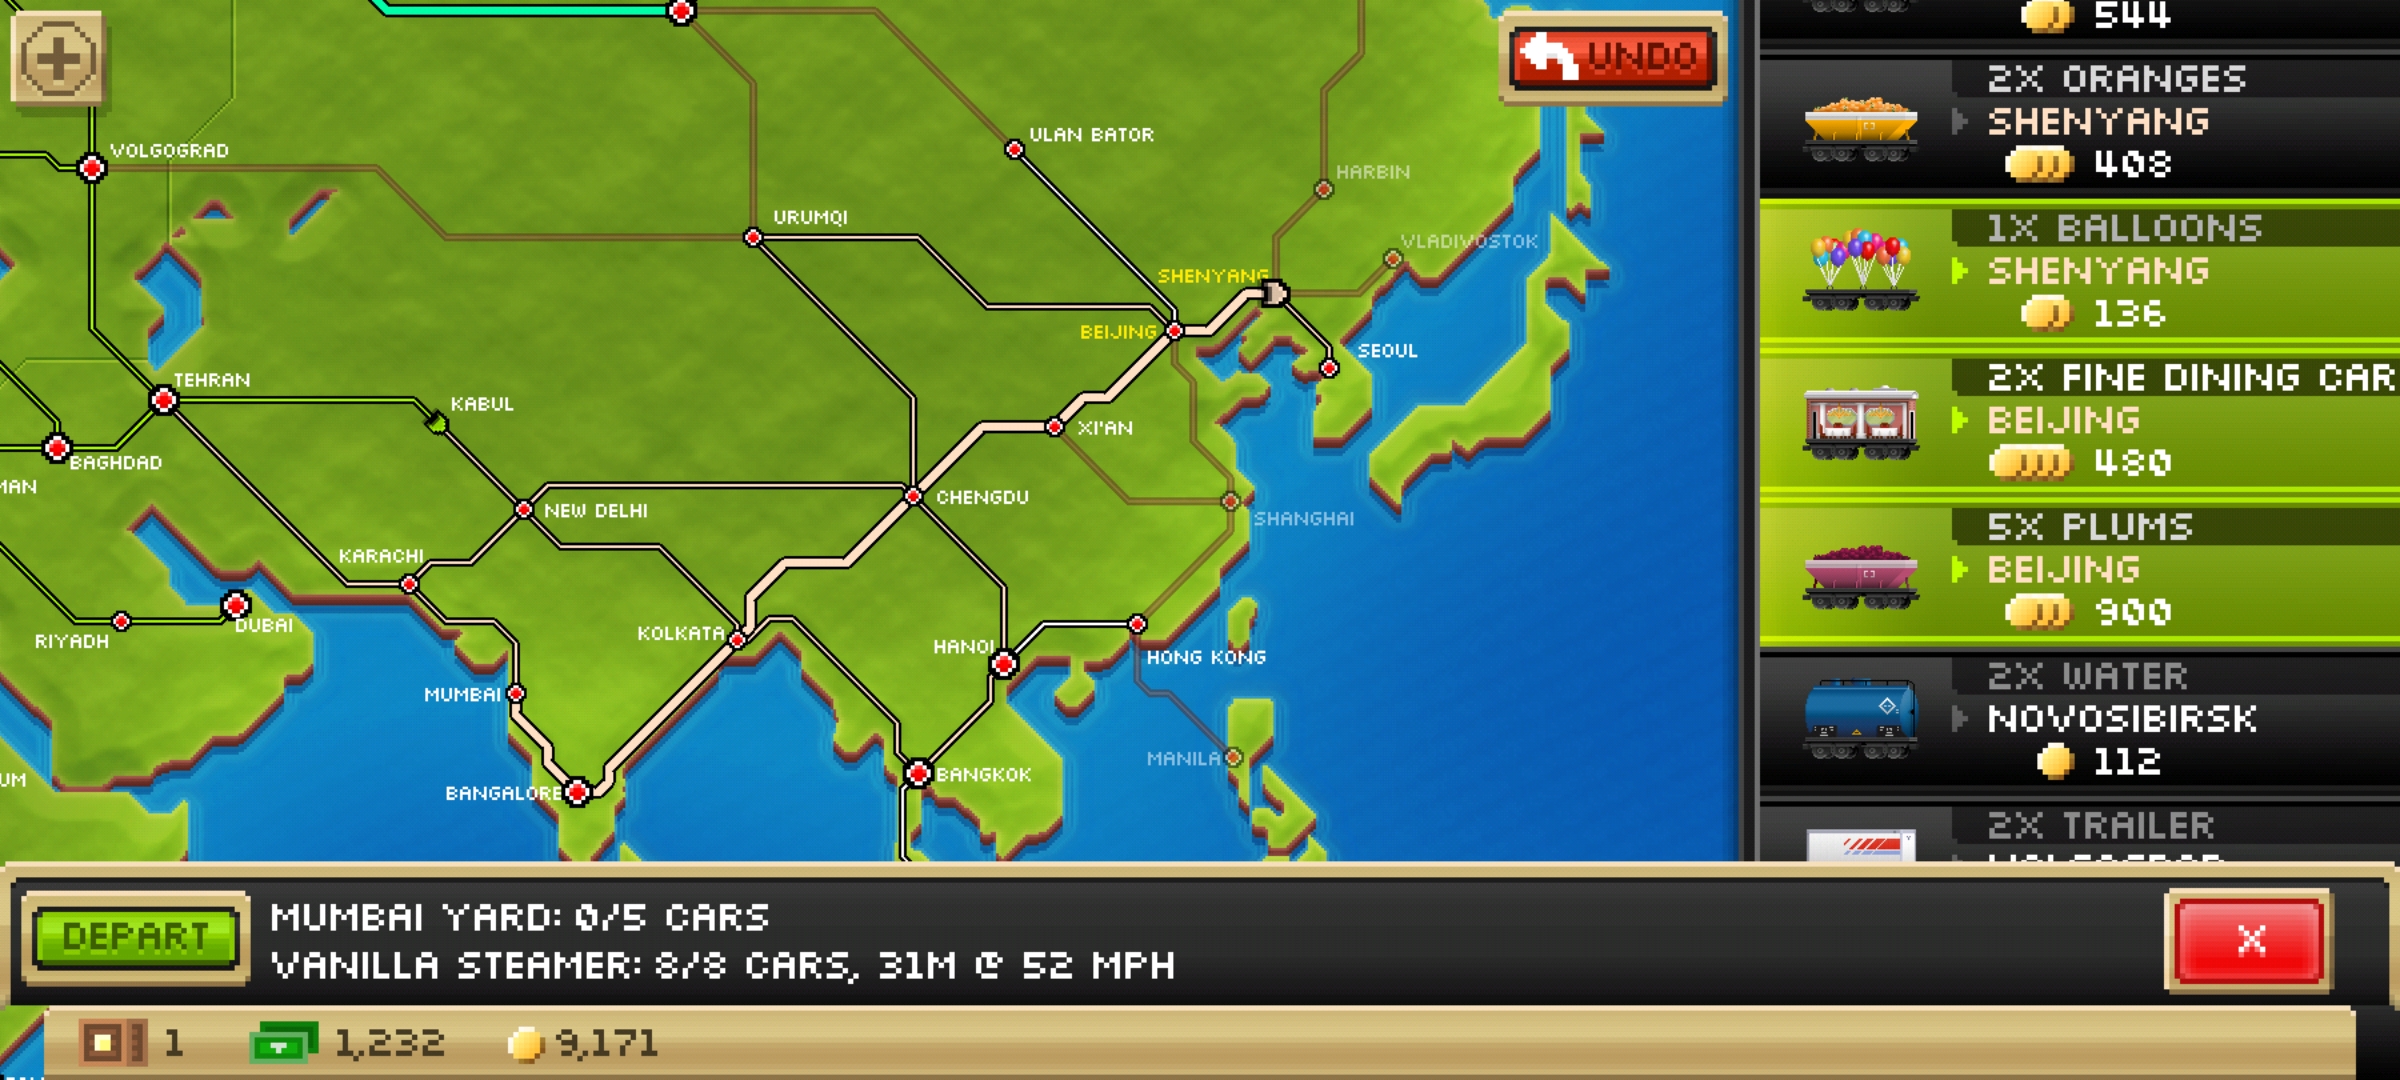 UNDO
ULAN BATOR
VOLGOGRAD
HARBIN
URUMQI
VLADIVOSTOK
SHENYANG
BEIJING
SEOUL
TEHRAN
KABUL
XI'AN
BAGHDAD
MAN
CHENGDU
NEW DELHI
SHANGHAI
KARACHI
DUBAI
RIYADH
KOLKATA
HANOI
HONG KONG
MUMBAI
MANILA
UM
BANGKOK
BANGALORE
544
2X ORANGES
SHENYANG
408
1X BALLOONS
SHENYANG
136
2X FINE DINING CAR
BEIJING
480
5X PLUMS
BEIJING
900
2X WATER
NOVOSIBIRSK
112
2X TRAILER
DEPART
MUMBAI YARD: 0/5 CARS
VANILLA STEAMER: 8/8 CARS, 31M @ 52 MPH
X
1
1,232
9,171